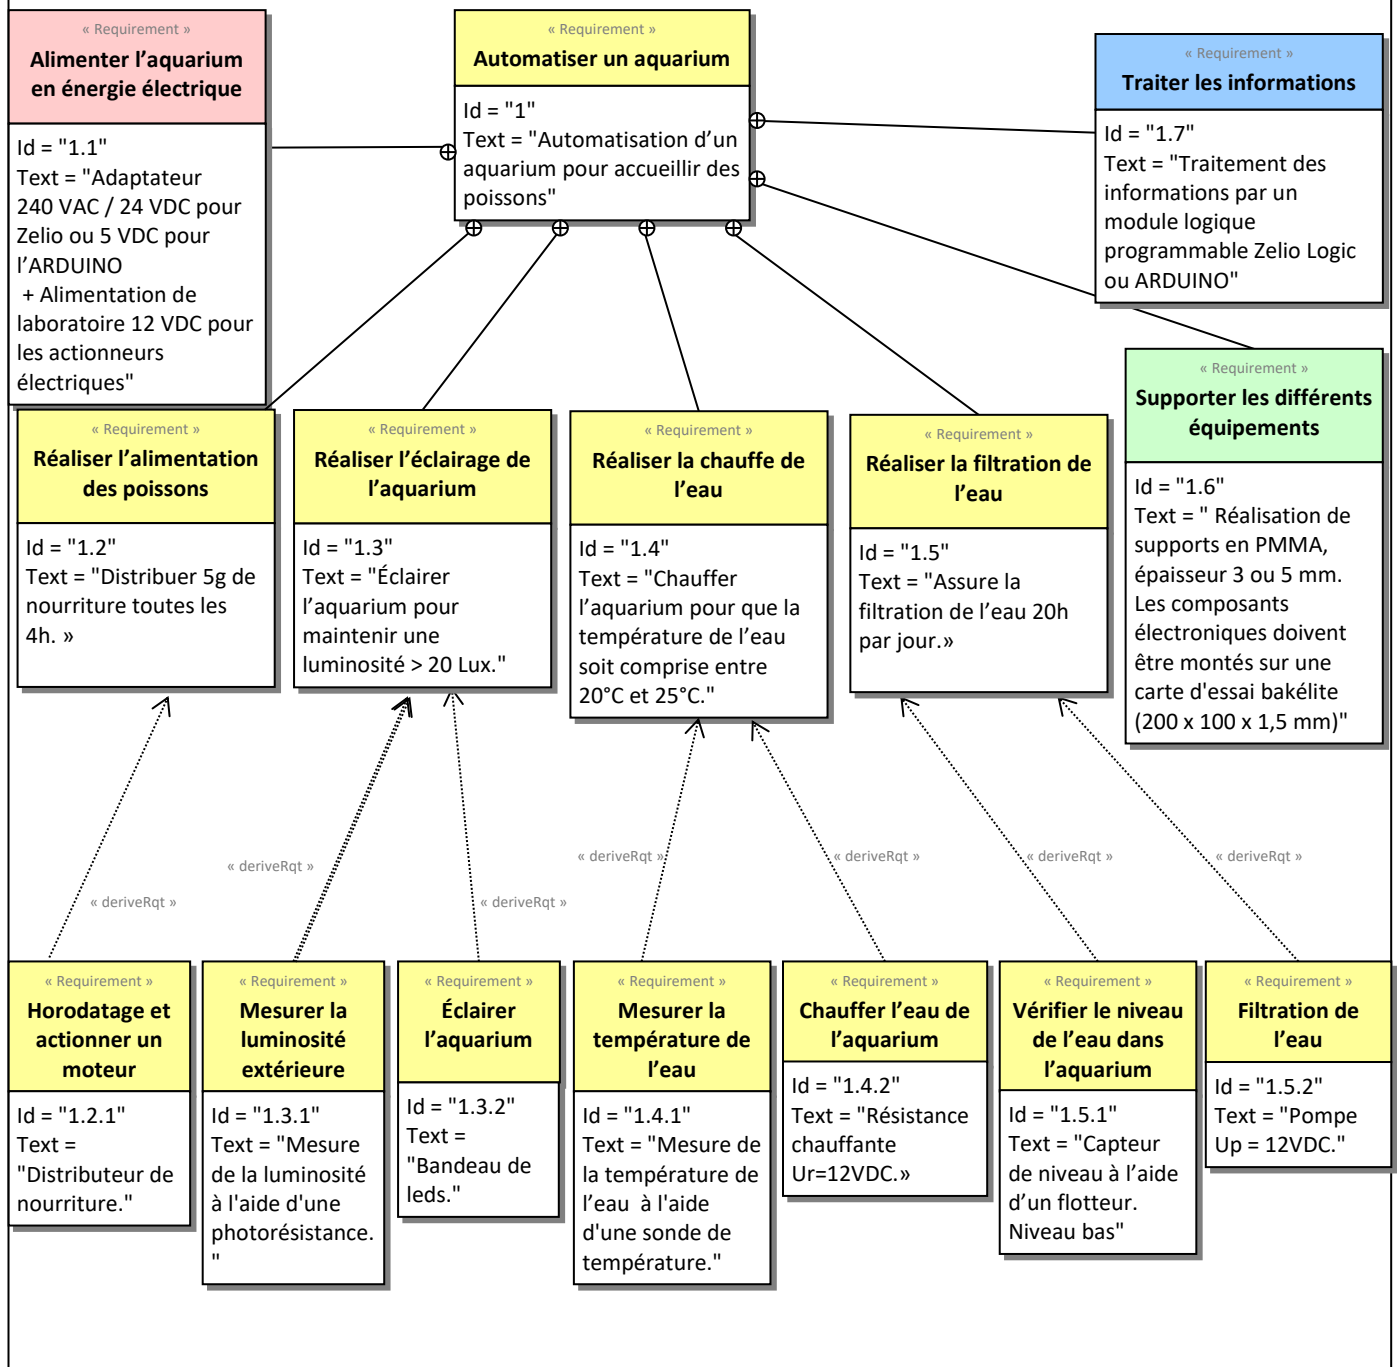 « Requirement »
Alimenter l’aquarium
en énergie électrique
Id = "1.1"
Text = "Adaptateur
240 VAC / 24 VDC pour
Zelio ou 5 VDC pour
l’ARDUINO
+ Alimentation de
laboratoire 12 VDC pour
les actionneurs
électriques"
« Requirement »
Automatiser un aquarium
Id = "1"
Text = "Automatisation d’un
aquarium pour accueillir des
poissons"
« Requirement »
Traiter les informations
Id = "1.7"
Text = "Traitement des
informations par un
module logique
programmable Zelio Logic
ou ARDUINO"
« Requirement »
Réaliser l’alimentation
des poissons
Id = "1.2"
Text = "Distribuer 5g de
nourriture toutes les
4h. »
« Requirement »
Réaliser l’éclairage de
l’aquarium
Id = "1.3"
Text = "Éclairer
l’aquarium pour
maintenir une
luminosité > 20 Lux."
« Requirement »
Réaliser la chauffe de
l’eau
Id = "1.4"
Text = "Chauffer
l’aquarium pour que la
température de l’eau
soit comprise entre
20°C et 25°C."
« Requirement »
Réaliser la filtration de
l’eau
Id = "1.5"
Text = "Assure la
filtration de l’eau 20h
par jour.»
« Requirement »
Supporter les différents
équipements
Id = "1.6"
Text = " Réalisation de
supports en PMMA,
épaisseur 3 ou 5 mm.
Les composants
électroniques doivent
être montés sur une
carte d'essai bakélite
(200 x 100 x 1,5 mm)"
« deriveRqt »
« deriveRqt »
« deriveRqt »
« deriveRqt »
« deriveRqt »
« deriveRqt »
« deriveRqt »
« Requirement »
Horodatage et
actionner un
moteur
Id = "1.2.1"
Text =
"Distributeur de
nourriture."
« Requirement »
Mesurer la
luminosité
extérieure
Id = "1.3.1"
Text = "Mesure
de la luminosité
à l'aide d'une
photorésistance.
"
« Requirement »
Éclairer
l’aquarium
Id = "1.3.2"
Text =
"Bandeau de
leds."
« Requirement »
Mesurer la
température de
l’eau
Id = "1.4.1"
Text = "Mesure de
la température de
l’eau à l'aide
d'une sonde de
température."
« Requirement »
Chauffer l’eau de
l’aquarium
Id = "1.4.2"
Text = "Résistance
chauffante
Ur=12VDC.»
« Requirement »
Vérifier le niveau
de l’eau dans
l’aquarium
Id = "1.5.1"
Text = "Capteur
de niveau à l’aide
d’un flotteur.
Niveau bas"
« Requirement »
Filtration de
l’eau
Id = "1.5.2"
Text = "Pompe
Up = 12VDC."